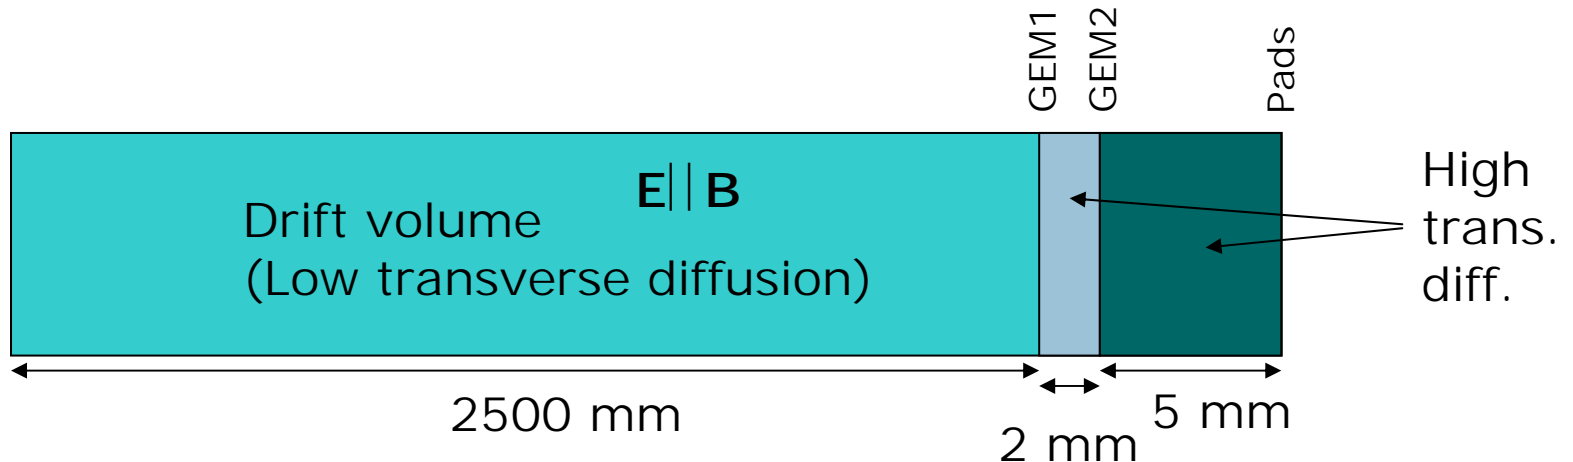 GEM1
GEM2
Pads
E||B
Drift volume
(Low transverse diffusion)
High
trans.
diff.
2500 mm
2 mm
5 mm